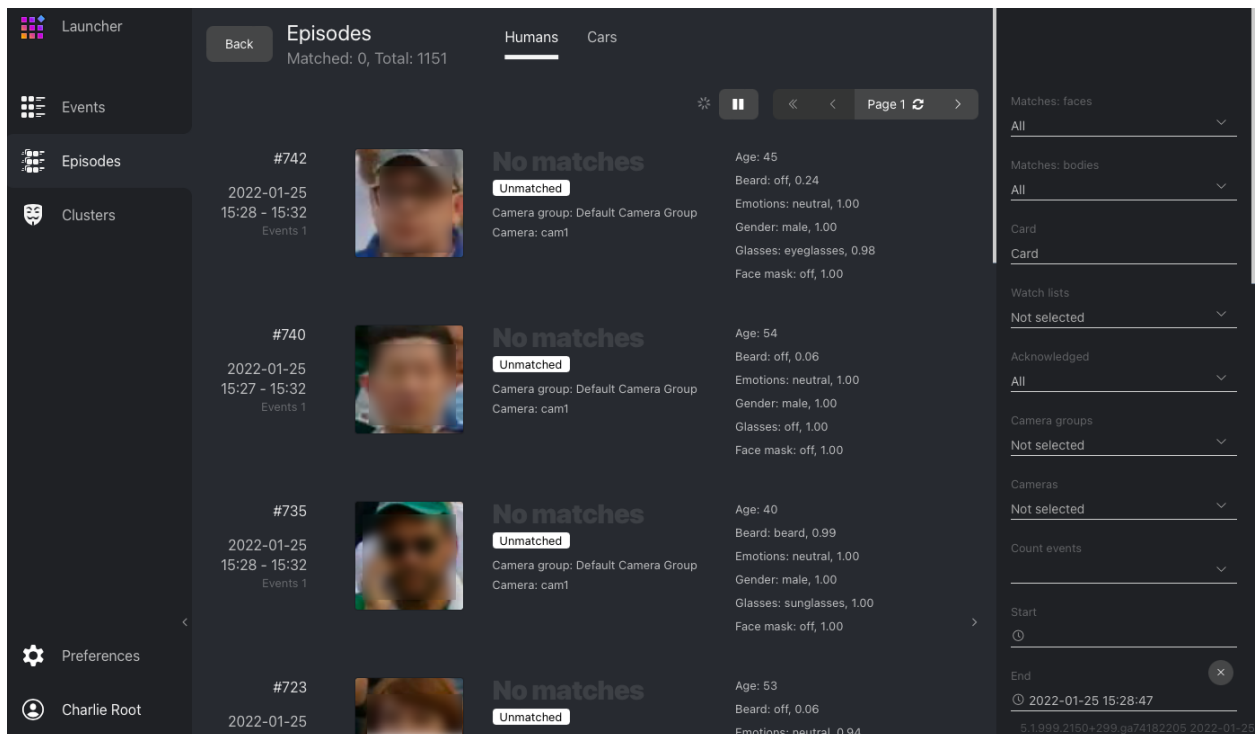 Launcher
Events
Episodes
Clusters
Preferences
Charlie Root
Back
Episodes
Matched: 0, Total: 1151
Humans
Cars
Page 1
#742
2022-01-25
15:28 - 15:32
Events 1
No matches
Unmatched
Camera group: Default Camera Group
Camera: cam1
Age: 45
Beard: off, 0.24
Emotions: neutral, 1.00
Gender: male, 1.00
Glasses: eyeglasses, 0.98
Face mask: off, 1.00
#740
2022-01-25
15:27 - 15:32
Events 1
No matches
Unmatched
Camera group: Default Camera Group
Camera: cam1
Age: 54
Beard: off, 0.06
Emotions: neutral, 1.00
Gender: male, 1.00
Glasses: off, 1.00
Face mask: off, 1.00
#735
2022-01-25
15:28 - 15:32
Events 1
No matches
Unmatched
Camera group: Default Camera Group
Camera: cam1
Age: 40
Beard: beard, 0.99
Emotions: neutral, 1.00
Gender: male, 1.00
Glasses: sunglasses, 1.00
Face mask: off, 1.00
#723
2022-01-25
No matches
Unmatched
Age: 53
Beard: off, 0.06
Emotions: neutral, 0.94
Matches: faces
All
Matches: bodies
All
Card
Card
Watch lists
Not selected
Acknowledged
All
Camera groups
Not selected
Cameras
Not selected
Count events
Start
End
2022-01-25 15:28:47
5.1.999.2150+299.ga74182205 2022-01-25